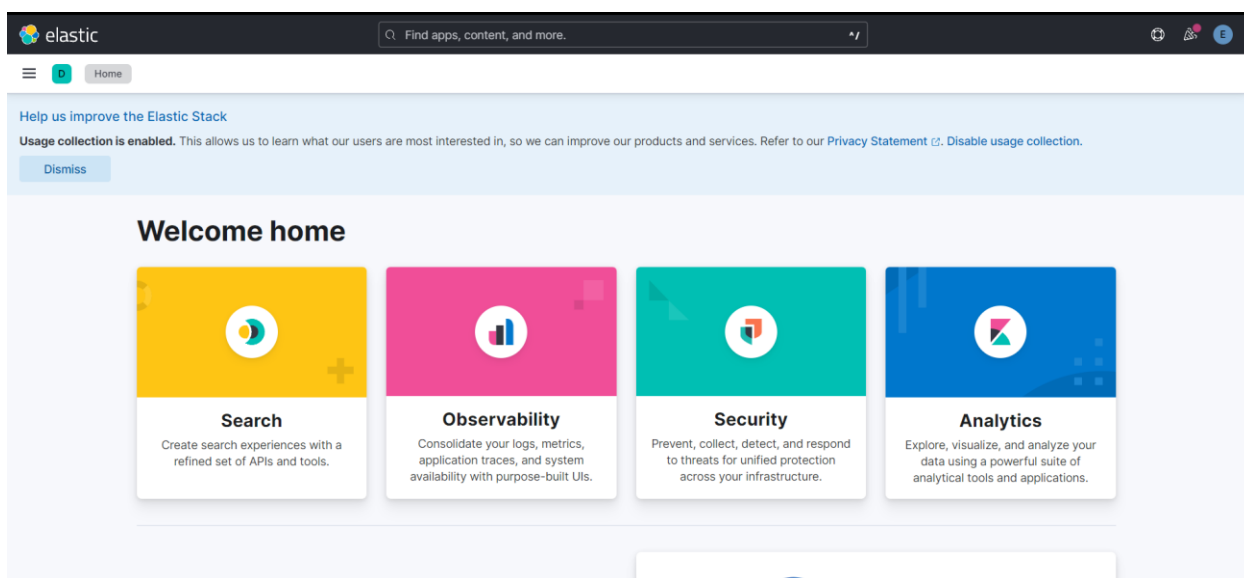 elastic
Find apps, content, and more.
^/
E
D
Home
Help us improve the Elastic Stack
Usage collection is enabled. This allows us to learn what our users are most interested in, so we can improve our products and services. Refer to our Privacy Statement. Disable usage collection.
Dismiss
Welcome home
Search
Create search experiences with a
refined set of APIs and tools.
Observability
Consolidate your logs, metrics,
application traces, and system
availability with purpose-built UIs.
Security
Prevent, collect, detect, and respond
to threats for unified protection
across your infrastructure.
Analytics
Explore, visualize, and analyze your
data using a powerful suite of
analytical tools and applications.